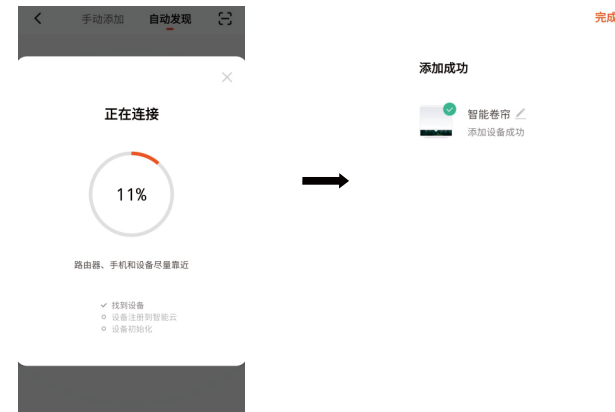 手动添加 自动发现
正在连接
11%
路由器、手机和设备尽量靠近
找到设备
设备注册到智能云
设备初始化
完成
添加成功
智能卷帘
添加设备成功